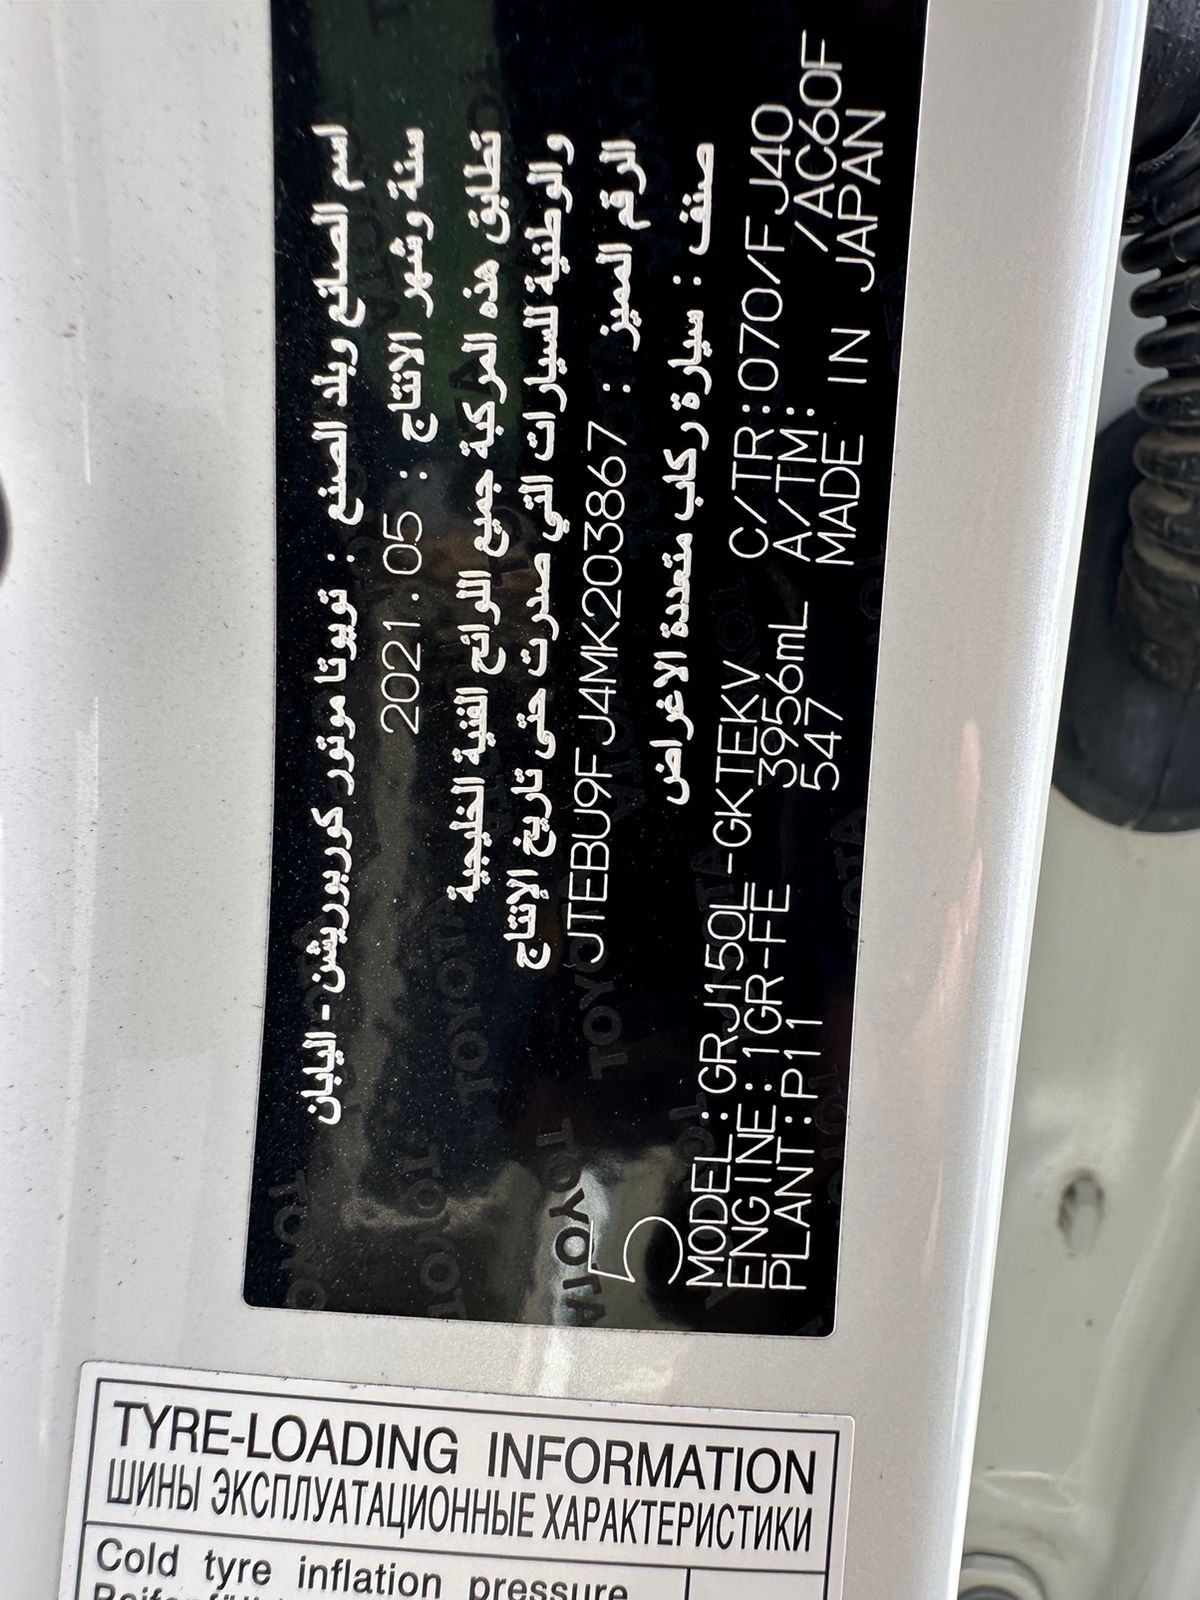 اسم الصانع وبلد الصنع : تويوتا موتور كوربوريشن - اليابان
سنة وشهر الانتاج : 2021.05
تطابق هذه المركبة جميع اللوائح الفنية الخليجية
والوطنية للسيارات التي صدرت حتى تاريخ الإنتاج
الرقم المميز : JTEBU9FJ4MK203867
صنف : سيارة ركاب متعددة الاغراض
5
MODEL:GRJ150L-GKTEKV C/TR:070/FJ40
ENGINE:1GR-FE 3956mL A/TM: /AC60F
PLANT:P11 547 MADE IN JAPAN
TYRE-LOADING INFORMATION
ШИНЫ ЭКСПЛУАТАЦИОННЫЕ ХАРАКТЕРИСТИКИ
Cold tyre inflation pressure